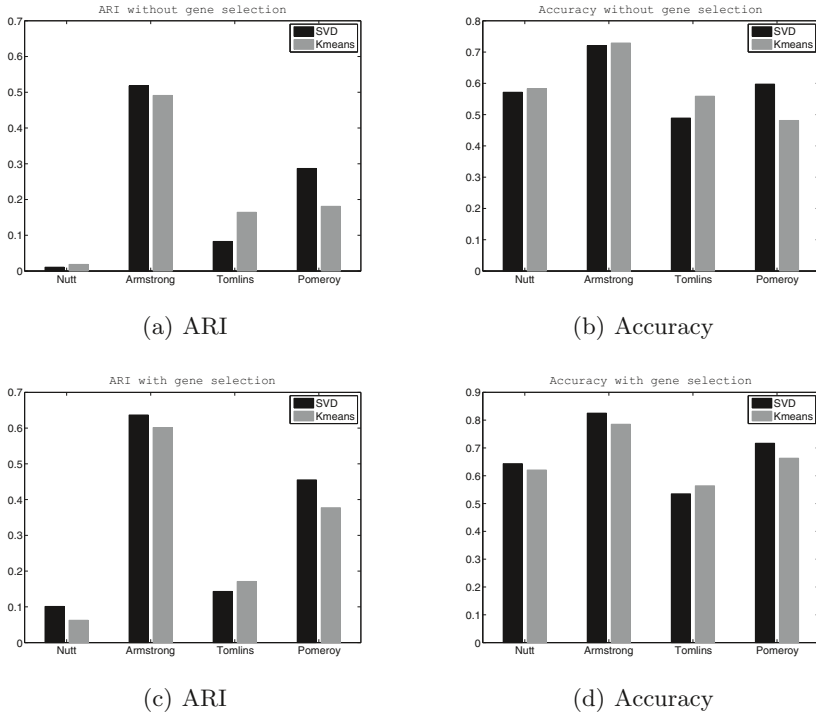 ARI without gene selection
SVD
Kmeans
0.7
0.6
0.5
0.4
0.3
0.2
0.1
0
Nutt Armstrong Tomlins Pomeroy
(a) ARI
Accuracy without gene selection
SVD
Kmeans
0.8
0.7
0.6
0.5
0.4
0.3
0.2
0.1
0
Nutt Armstrong Tomlins Pomeroy
(b) Accuracy
ARI with gene selection
SVD
Kmeans
0.7
0.6
0.5
0.4
0.3
0.2
0.1
0
Nutt Armstrong Tomlins Pomeroy
(c) ARI
Accuracy with gene selection
SVD
Kmeans
0.9
0.8
0.7
0.6
0.5
0.4
0.3
0.2
0.1
0
Nutt Armstrong Tomlins Pomeroy
(d) Accuracy